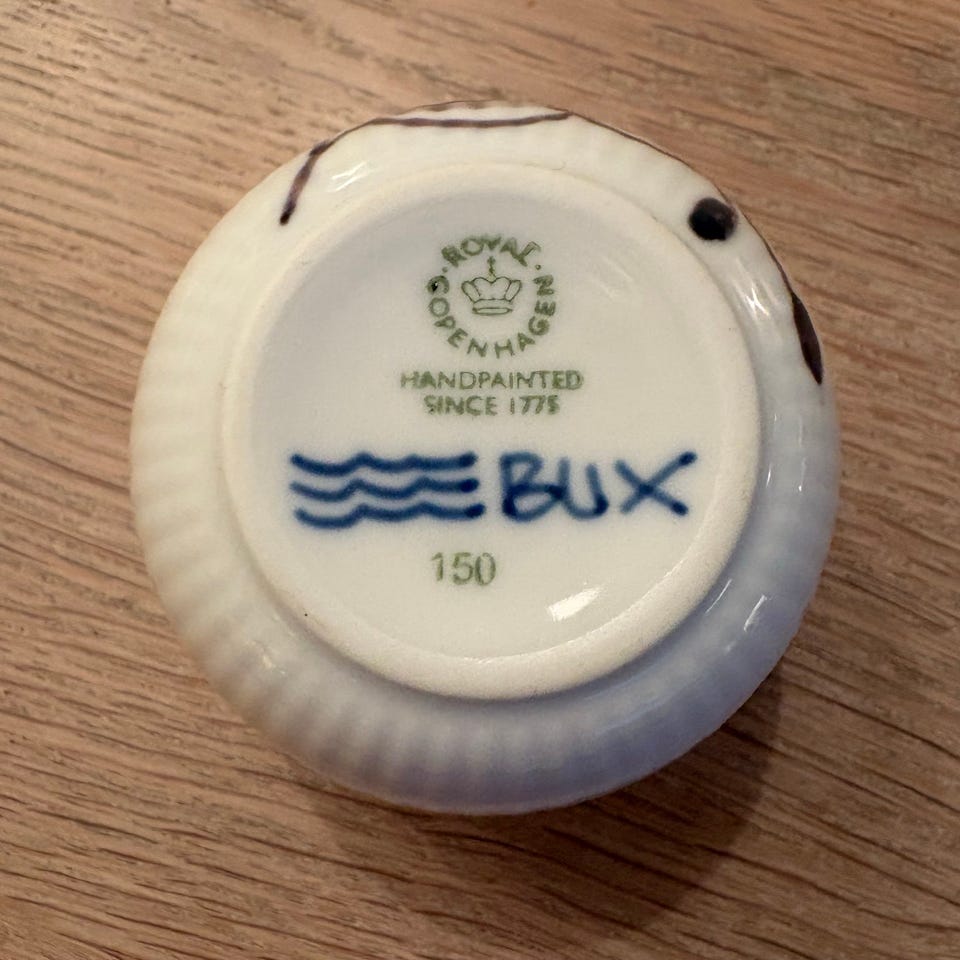 ROYAL COPENHAGEN
HANDPAINTED
SINCE 1775
BUX
150